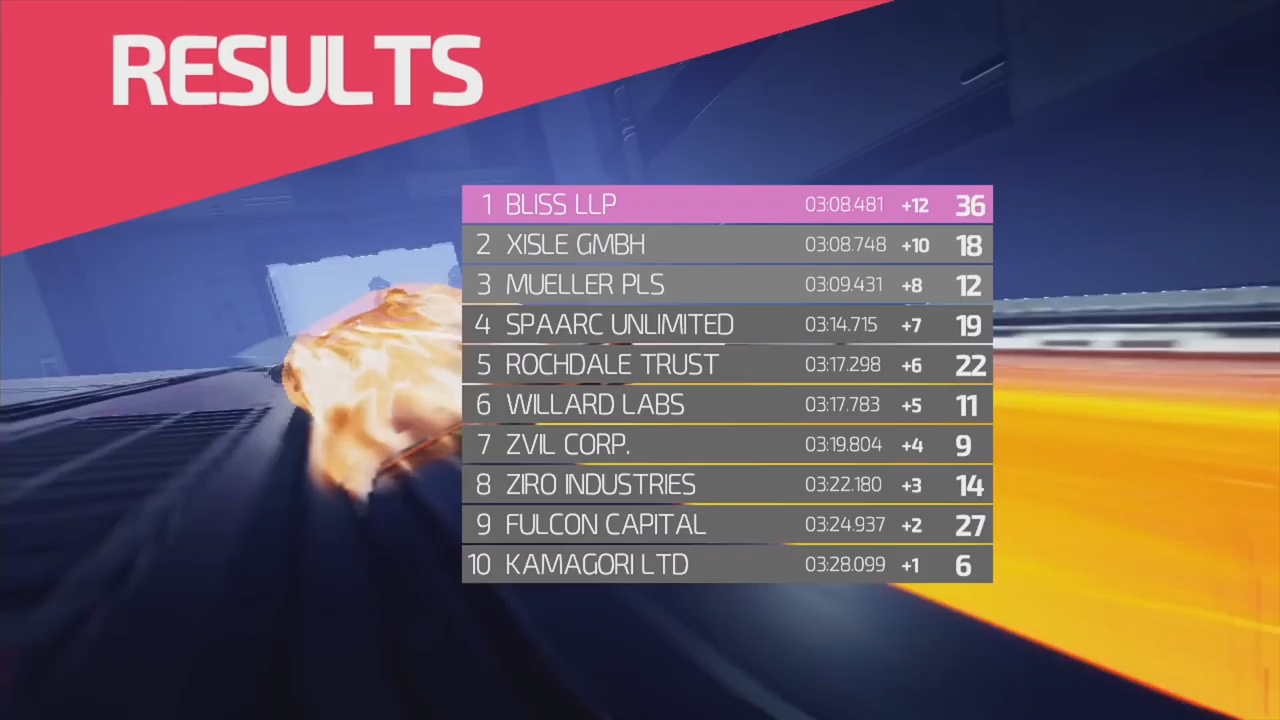 RESULTS
1 BLISS LLP 03:08.481 +12 36
2 XISLE GMBH 03:08.748 +10 18
3 MUELLER PLS 03:09.431 +8 12
4 SPAARC UNLIMITED 03:14.715 +7 19
5 ROCHDALE TRUST 03:17.298 +6 22
6 WILLARD LABS 03:17.783 +5 11
7 ZVIL CORP. 03:19.804 +4 9
8 ZIRO INDUSTRIES 03:22.180 +3 14
9 FULCON CAPITAL 03:24.937 +2 27
10 KAMAGORI LTD 03:28.099 +1 6